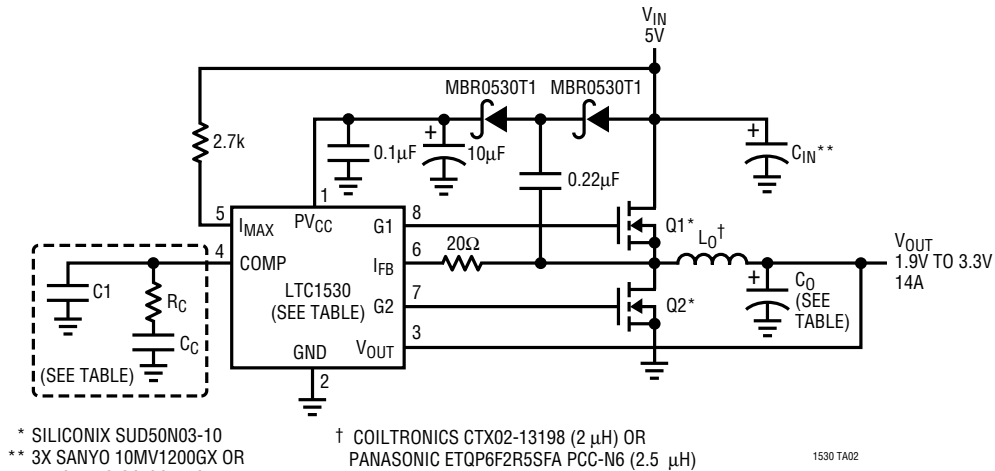 VIN
5V
MBR0530T1 MBR0530T1
2.7k
0.1µF
10µF
CIN**
0.22µF
1
5
IMAX
PVCC
G1
8
Q1*
LO†
VOUT
1.9V TO 3.3V
14A
4
COMP
20Ω
6
IFB
C1
RC
LTC1530
(SEE TABLE)
G2
7
Q2*
CO
(SEE
TABLE)
CC
3
GND
VOUT
(SEE TABLE)
2
* SILICONIX SUD50N03-10
** 3X SANYO 10MV1200GX OR
† COILTRONICS CTX02-13198 (2 µH) OR
PANASONIC ETQP6F2R5SFA PCC-N6 (2.5 µH)
1530 TA02